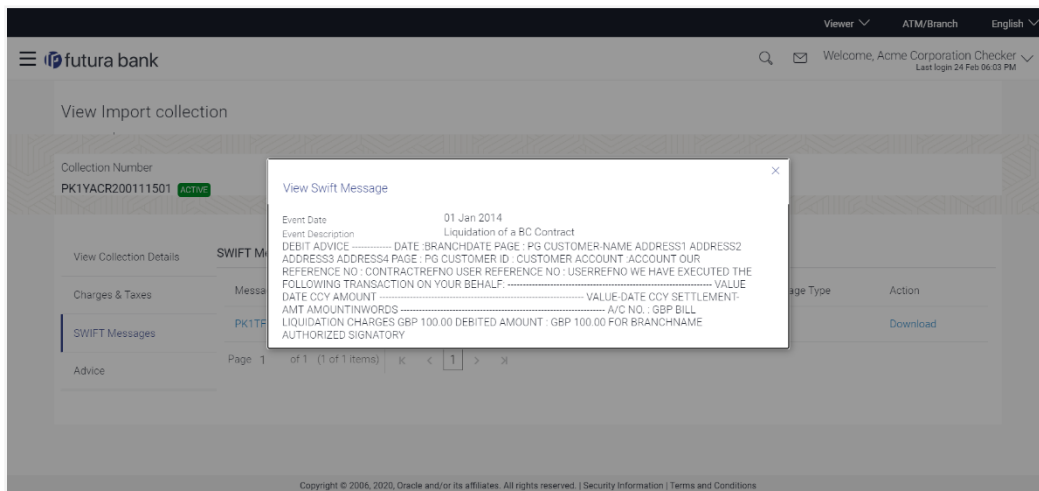 Viewer ATM/Branch English
futura bank
Welcome, Acme Corporation Checker
Last login 24 Feb 06:03 PM
View Import collection
Collection Number
PK1YACR200111501 ACTIVE
View Swift Message
Event Date 01 Jan 2014
Event Description Liquidation of a BC Contract
DEBIT ADVICE ------------ DATE :BRANCHDATE PAGE : PG CUSTOMER-NAME ADDRESS1 ADDRESS2
ADDRESS3 ADDRESS4 PAGE : PG CUSTOMER ID : CUSTOMER ACCOUNT :ACCOUNT OUR
REFERENCE NO : CONTRACTREFNO USER REFERENCE NO : USERREFNO WE HAVE EXECUTED THE
FOLLOWING TRANSACTION ON YOUR BEHALF: ------------------------------------------------------------ VALUE
DATE CCY AMOUNT ------------------------------------------------------------ VALUE-DATE CCY SETTLEMENT-
AMT AMOUNTINWORDS ------------------------------------------------------------ A/C NO. : GBP BILL
LIQUIDATION CHARGES GBP 100.00 DEBITED AMOUNT : GBP 100.00 FOR BRANCHNAME
AUTHORIZED SIGNATORY
View Collection Details
Charges & Taxes
SWIFT Messages
Advice
SWIFT M
Messa
age Type Action
PK1TF
Download
Page 1 of 1 (1 of 1 items) 1
Copyright © 2006, 2020, Oracle and/or its affiliates. All rights reserved. | Security Information | Terms and Conditions